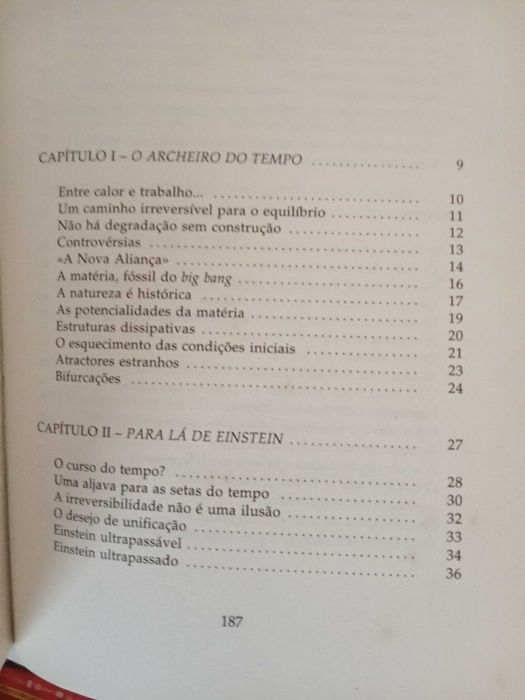 CAPÍTULO I – O ARCHEIRO DO TEMPO ................ 9
Entre calor e trabalho... .............................. 10
Um caminho irreversível para o equilíbrio ............ 11
Não há degradação sem construção .................. 12
Controvérsias ........................................ 13
«A Nova Aliança» ................................... 14
A matéria, fóssil do big bang ........................ 16
A natureza é histórica ............................... 17
As potencialidades da matéria ....................... 19
Estruturas dissipativas ............................... 20
O esquecimento das condições iniciais ............... 21
Atractores estranhos ................................. 23
Bifurcações .......................................... 24
CAPÍTULO II – PARA LÁ DE EINSTEIN .................. 27
O curso do tempo? .................................. 28
Uma aljava para as setas do tempo .................. 30
A irreversibilidade não é uma ilusão ................. 32
O desejo de unificação .............................. 33
Einstein ultrapassável ............................... 34
Einstein ultrapassado ............................... 36
187